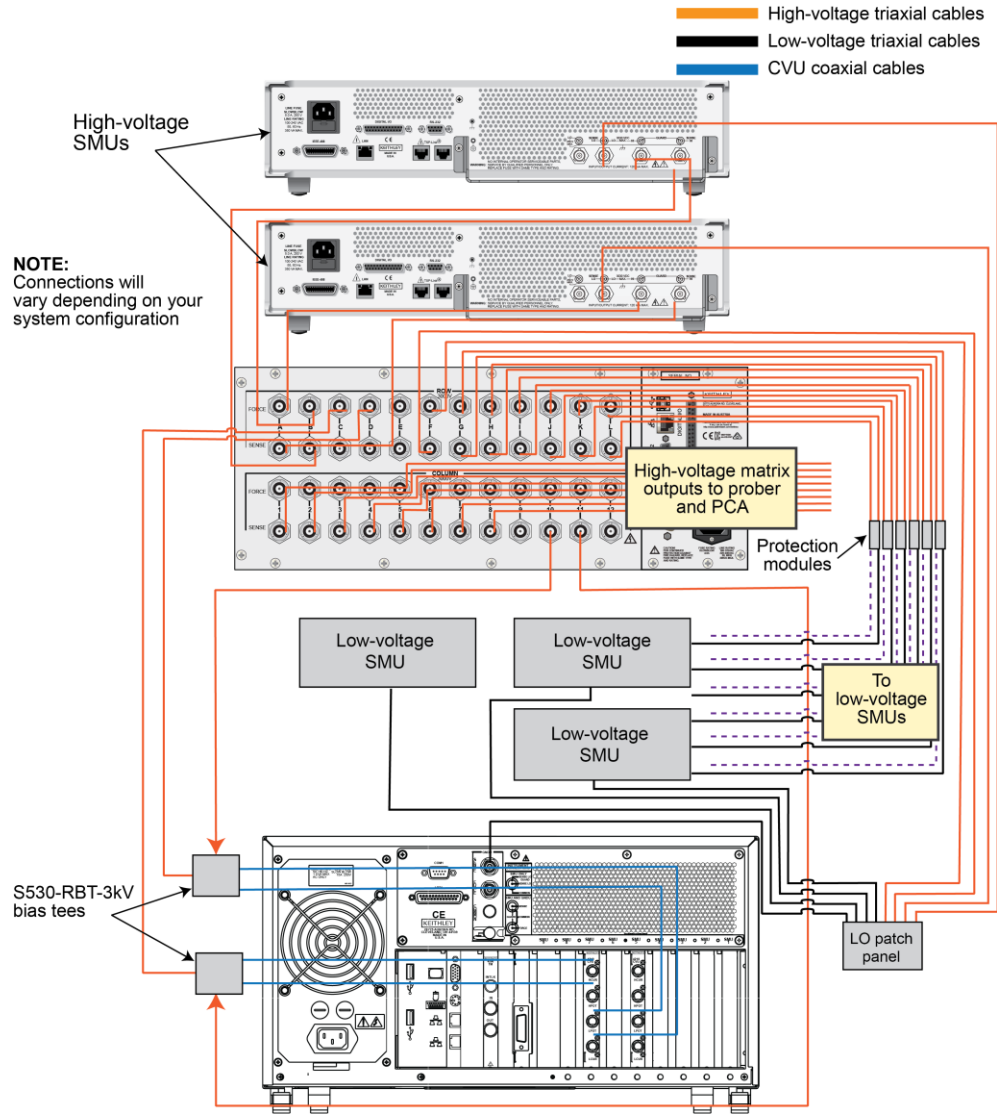 High-voltage triaxial cables
Low-voltage triaxial cables
CVU coaxial cables
High-voltage
SMUs
KEITHLEY
NOTE:
Connections will
vary depending on your
system configuration
KEITHLEY
ROW
FORCE
A B C D E F G H I J K L
SENSE
COLUMN
FORCE
1 2 3 4 5 6 7 8 9 10 11 12
SENSE
High-voltage matrix
outputs to prober
and PCA
Protection
modules
Low-voltage
SMU
Low-voltage
SMU
To
low-voltage
SMUs
Low-voltage
SMU
S530-RBT-3kV
bias tees
CE
KEITHLEY
LO patch
panel